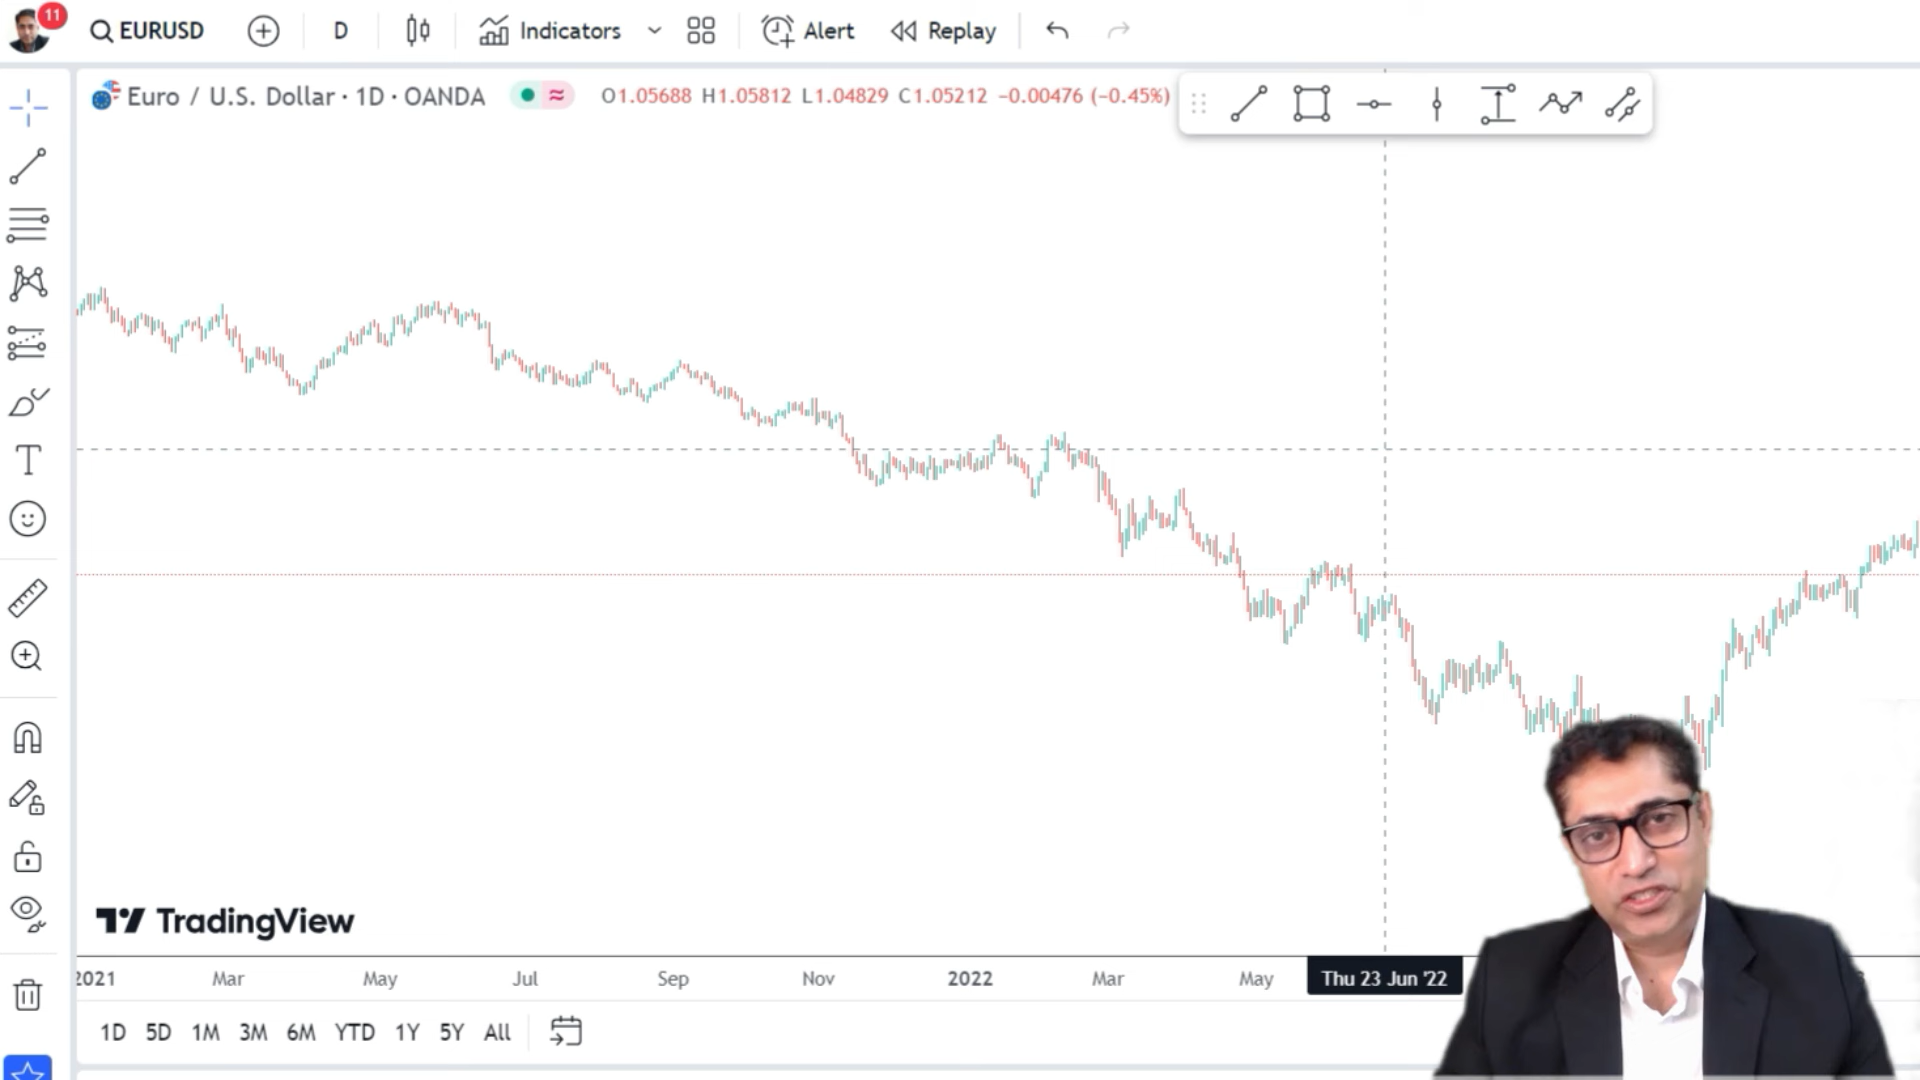 11
EURUSD
D
Indicators
Alert
Replay
Euro / U.S. Dollar · 1D · OANDA
O1.05688 H1.05812 L1.04829 C1.05212 −0.00476 (−0.45%)
TradingView
2021 Mar May Jul Sep Nov 2022 Mar May Thu 23 Jun '22
1D 5D 1M 3M 6M YTD 1Y 5Y All